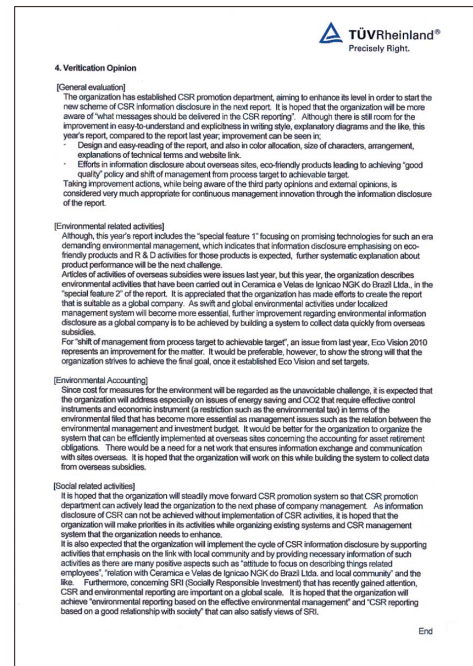 TÜVRheinland®
Precisely Right.
4. Veritication Opinion
[General evaluation]
The organization has established CSR promotion department, aiming to enhance its level in order to start the
new scheme of CSR information disclosure in the next report. It is hoped that the organization will be more
aware of "what messages should be delivered in the CSR reporting". Although there is still room for the
improvement in easy-to-understand and explicitness in writing style, explanatory diagrams and the like, this
year's report, compared to the report last year, improvement can be seen in;
- Design and easy-reading of the report, and also in color allocation, size of characters, arrangement,
explanations of technical terms and website link.
- Efforts in information disclosure about overseas sites, eco-friendly products leading to achieving "good
quality" policy and shift of management from process target to achievable target.
Taking improvement actions, while being aware of the third party opinions and external opinions, is
considered very much appropriate for continuous management innovation through the information disclosure
of the report.
[Environmental related activities]
Although, this year's report includes the "special feature 1" focusing on promising technologies for such an era
demanding environmental management, which indicates that information disclosure emphasising on eco-
friendly products and R & D activities for those products is expected, further systematic explanation about
product performance will be the next challenge.
Articles of activities of overseas subsidies were issues last year, but this year, the organization describes
environmental activities that have been carried out in Ceramica e Velas de Ignicao NGK do Brazil Ltda., in the
"special feature 2" of the report. It is appreciated that the organization has made efforts to create the report
that is suitable as a global company. As swift and global environmental activities under localized
management system will become more essential, further improvement regarding environmental information
disclosure as a global company is to be achieved by building a system to collect data quickly from overseas
subsidies.
For "shift of management from process target to achievable target", an issue from last year, Eco Vision 2010
represents an improvement for the matter. It would be preferable, however, to show the strong will that the
organization strives to achieve the final goal, once it established Eco Vision and set targets.
[Environmental Accounting]
Since cost for measures for the environment will be regarded as the unavoidable challenge, it is expected that
the organization will address especially on issues of energy saving and CO2 that require effective control
instruments and economic instrument (a restriction such as the environmental tax) in terms of the
environmental filed that has become more essential as management issues such as the relation between the
environmental management and investment budget. It would be better for the organization to organize the
system that can be efficiently implemented at overseas sites concerning the accounting for asset retirement
obligations. There would be a need for a net work that ensures information exchange and communication
with sites overseas. It is hoped that the organization will work on this while building the system to collect data
from overseas subsidies.
[Social related activities]
It is hoped that the organization will steadily move forward CSR promotion system so that CSR promotion
department can actively lead the organization to the next phase of company management. As information
disclosure of CSR can not be achieved without implementation of CSR activities, it is hoped that the
organization will make priorities in its activities while organizing existing systems and CSR management
system that the organization needs to enhance.
It is also expected that the organization will implement the cycle of CSR information disclosure by supporting
activities that emphasis on the link with local community and by providing necessary information of such
activities as there are many positive aspects such as "attitude to focus on describing things related
employees", "relation with Ceramica e Velas de Ignicao NGK do Brazil Ltda. and local community" and the
like. Furthermore, concerning SRI (Socially Responsible Investment) that has recently gained attention,
CSR and environmental reporting are important on a global scale. It is hoped that the organization will
achieve "environmental reporting based on the effective environmental management" and "CSR reporting
based on a good relationship with society" that can also satisfy views of SRI.
End